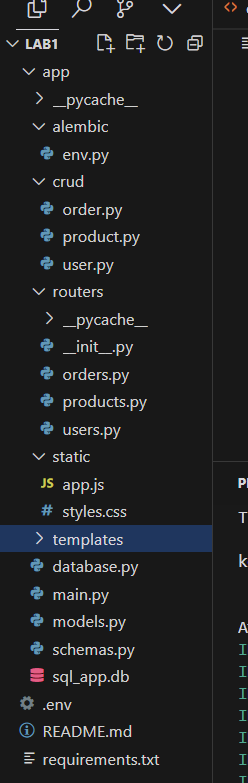 LAB1
app
__pycache__
alembic
env.py
crud
order.py
product.py
user.py
routers
__pycache__
__init__.py
orders.py
products.py
users.py
static
JS app.js
# styles.css
templates
database.py
main.py
models.py
schemas.py
sql_app.db
.env
README.md
requirements.txt